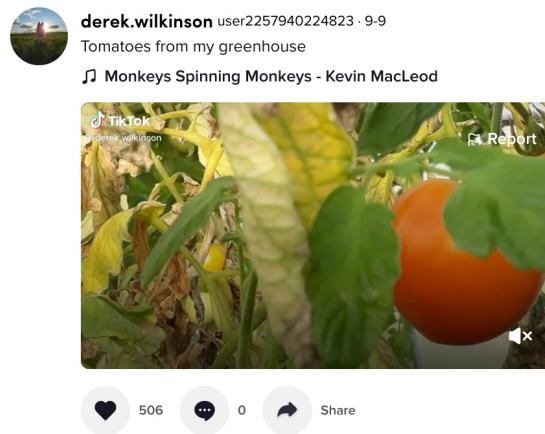 derek.wilkinson user2257940224823 · 9-9
Tomatoes from my greenhouse
Monkeys Spinning Monkeys - Kevin MacLeod
TikTok
@derek.wilkinson
Report
506
0
Share